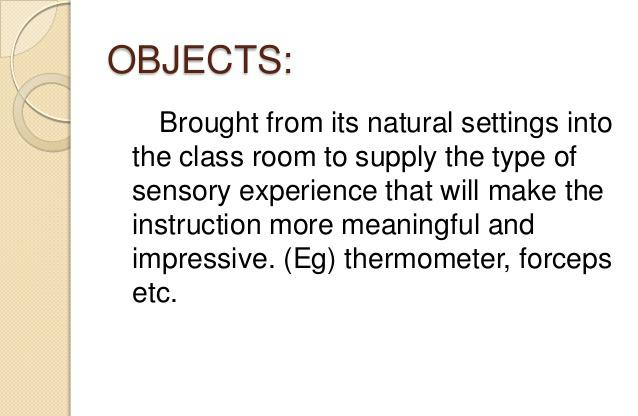 OBJECTS:
Brought from its natural settings into
the class room to supply the type of
sensory experience that will make the
instruction more meaningful and
impressive. (Eg) thermometer, forceps
etc.